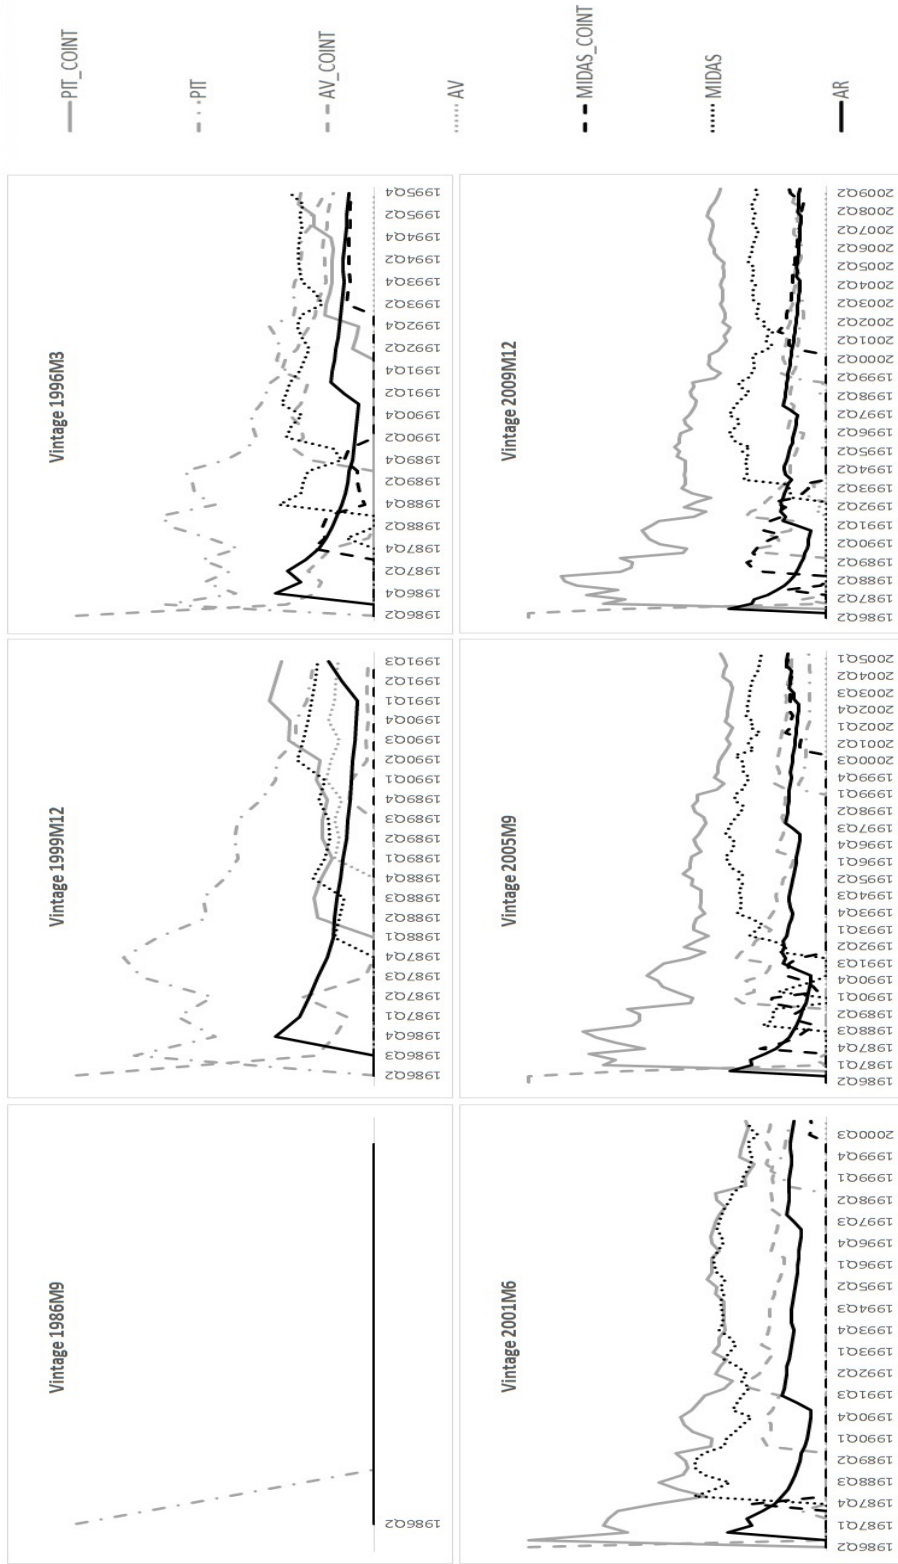 Vintage 1986M9
1986Q2
Vintage 1999M12
1986Q2 1986Q3 1986Q4 1987Q1 1987Q2 1987Q3 1987Q4 1988Q1 1988Q2 1988Q3 1988Q4 1989Q1 1989Q2 1989Q3 1989Q4 1990Q1 1990Q2 1990Q3 1990Q4 1991Q1 1991Q2 1991Q3
Vintage 1996M3
1986Q2 1986Q4 1987Q2 1987Q4 1988Q2 1988Q4 1989Q2 1989Q4 1990Q2 1990Q4 1991Q2 1991Q4 1992Q2 1992Q4 1993Q2 1993Q4 1994Q2 1994Q4 1995Q2 1995Q4
Vintage 2001M6
1986Q2 1987Q1 1987Q4 1988Q3 1989Q2 1990Q1 1990Q4 1991Q3 1992Q2 1993Q1 1993Q4 1994Q3 1995Q2 1996Q1 1996Q4 1997Q3 1998Q2 1999Q1 1999Q4 2000Q3
Vintage 2005M9
1986Q2 1987Q1 1987Q4 1988Q3 1989Q2 1990Q1 1990Q4 1991Q3 1992Q2 1993Q1 1993Q4 1994Q3 1995Q2 1996Q1 1996Q4 1997Q3 1998Q2 1999Q1 1999Q4 2000Q3 2001Q2 2002Q1 2002Q4 2003Q3 2004Q2 2005Q1
Vintage 2009M12
1986Q2 1987Q2 1988Q2 1989Q2 1990Q2 1991Q2 1992Q2 1993Q2 1994Q2 1995Q2 1996Q2 1997Q2 1998Q2 1999Q2 2000Q2 2001Q2 2002Q2 2003Q2 2004Q2 2005Q2 2006Q2 2007Q2 2008Q2 2009Q2
PIT_COINT
PIT
AV_COINT
AV
MIDAS_COINT
MIDAS
AR